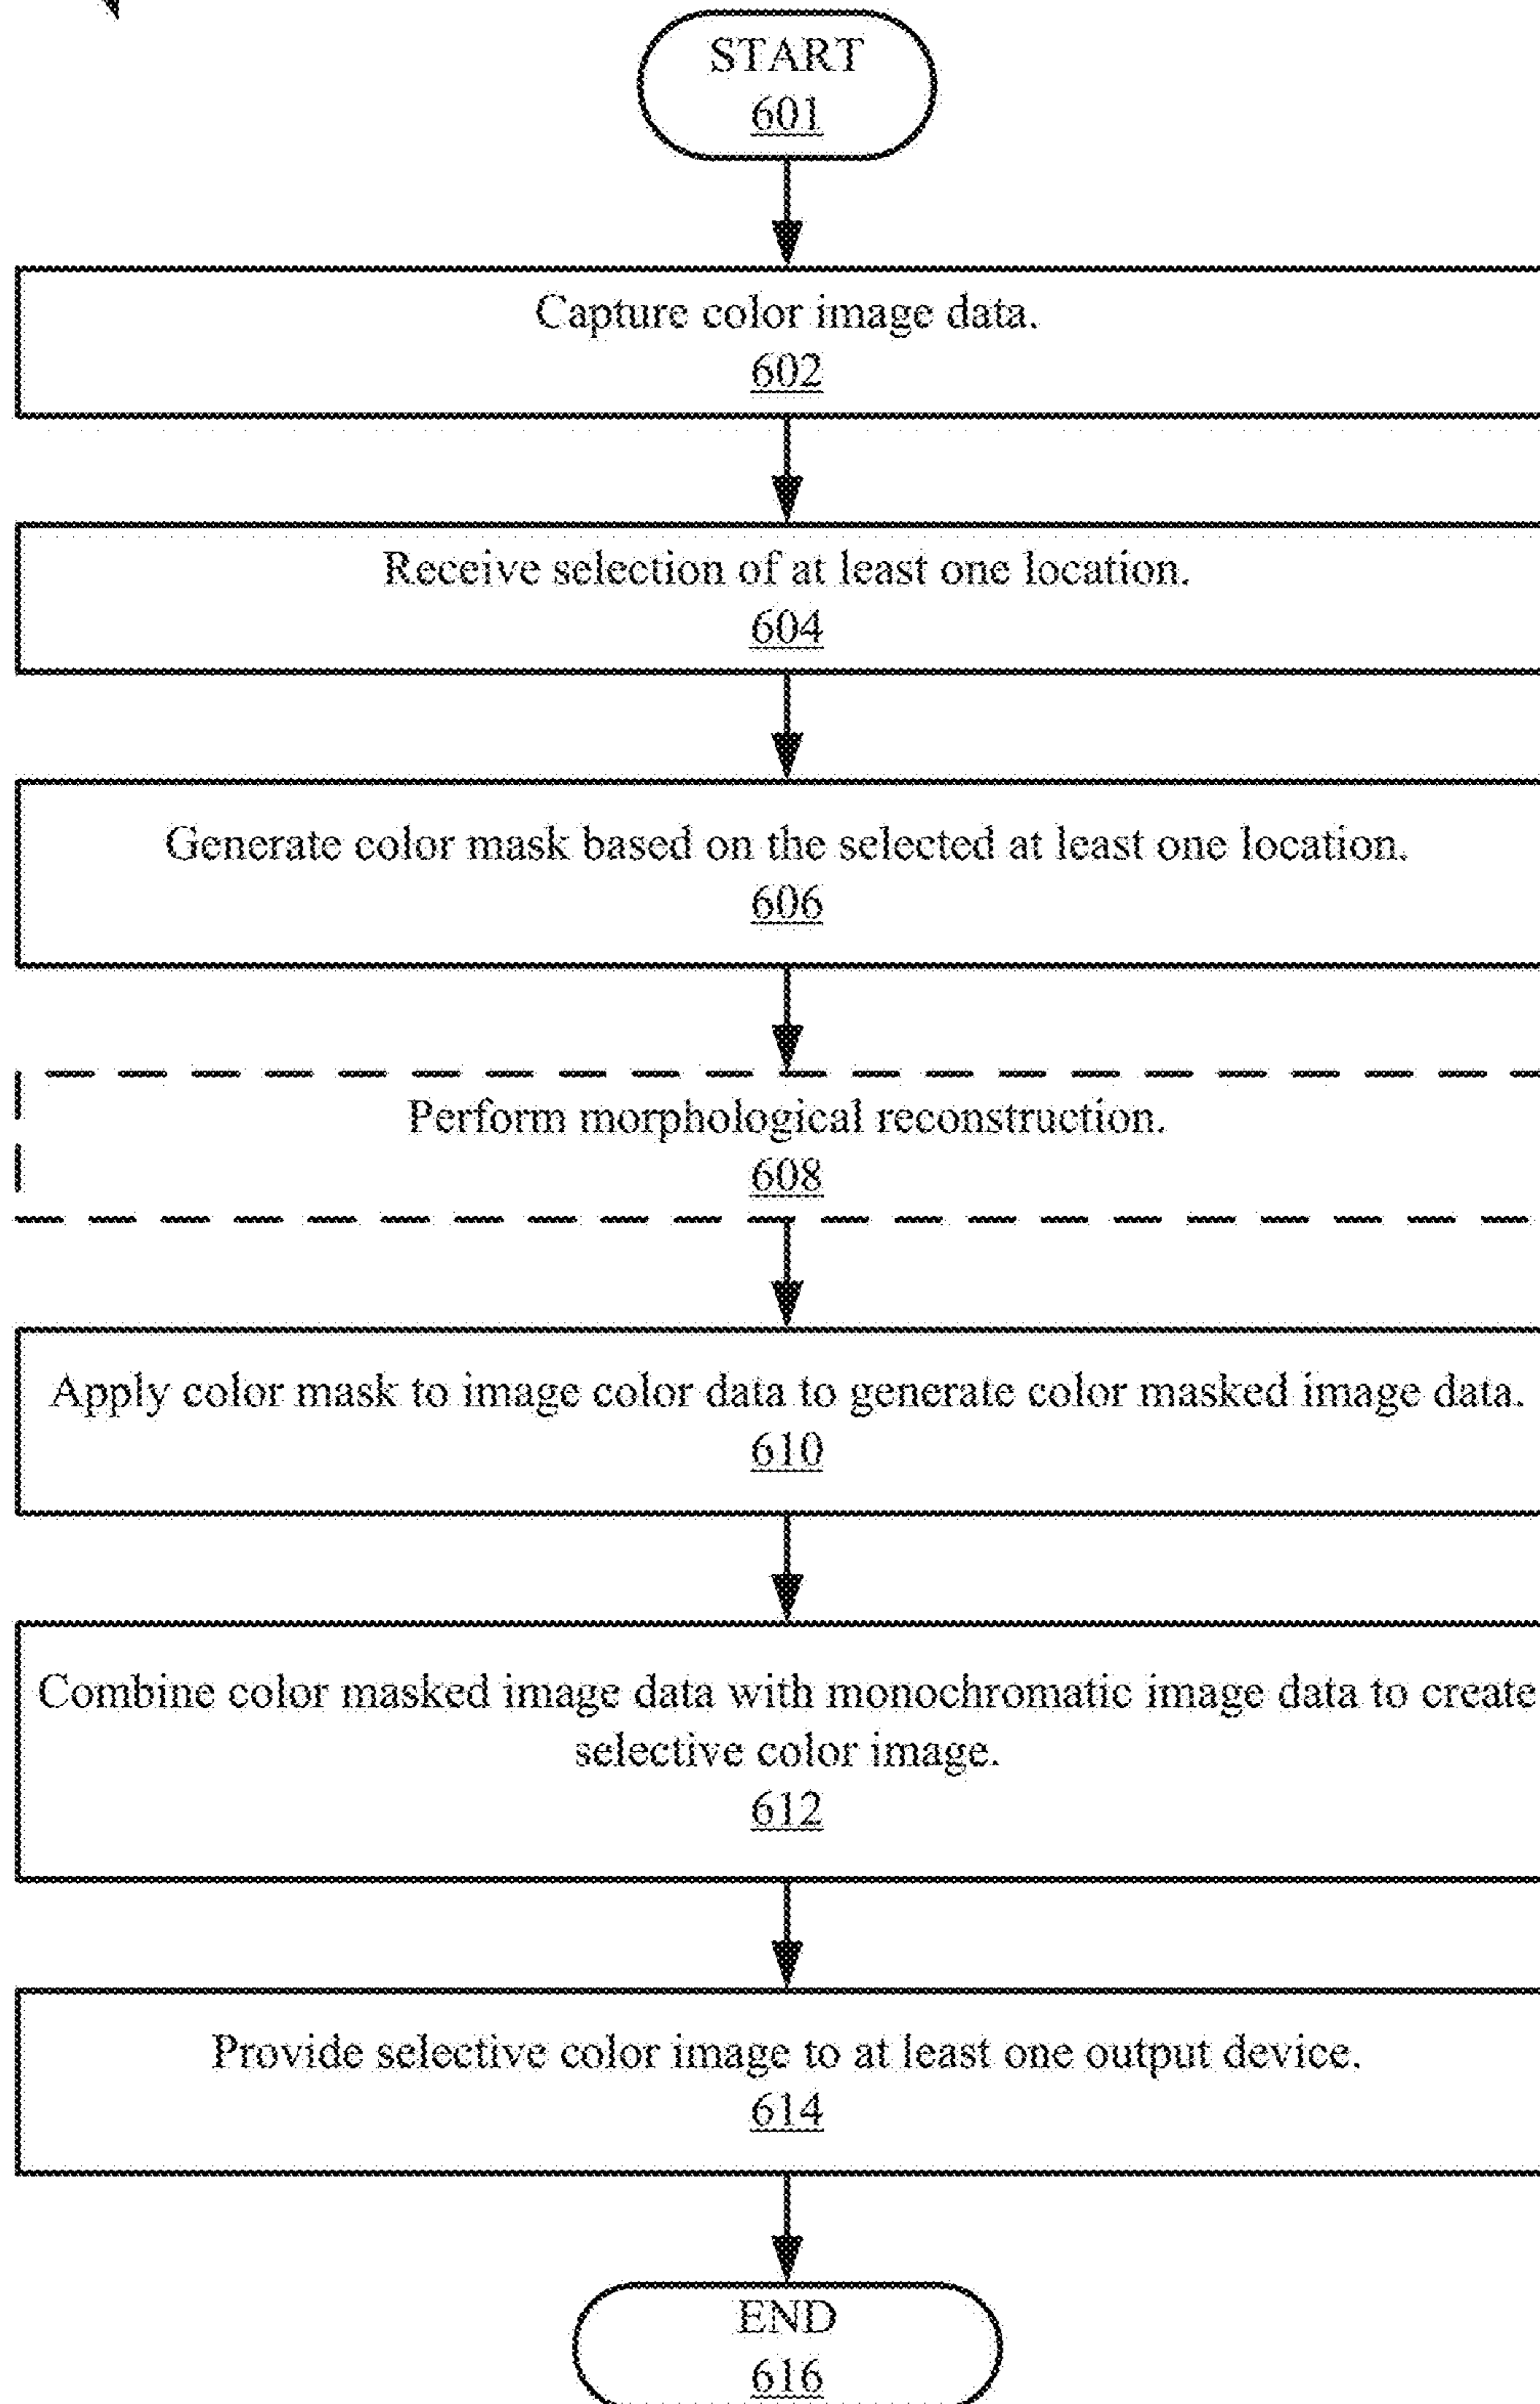 START
601
Capture color image data.
602
Receive selection of at least one location.
604
Generate color mask based on the selected at least one location.
606
Perform morphological reconstruction.
608
Apply color mask to image color data to generate color masked image data.
610
Combine color masked image data with monochromatic image data to create
selective color image.
612
Provide selective color image to at least one output device.
614
END
616